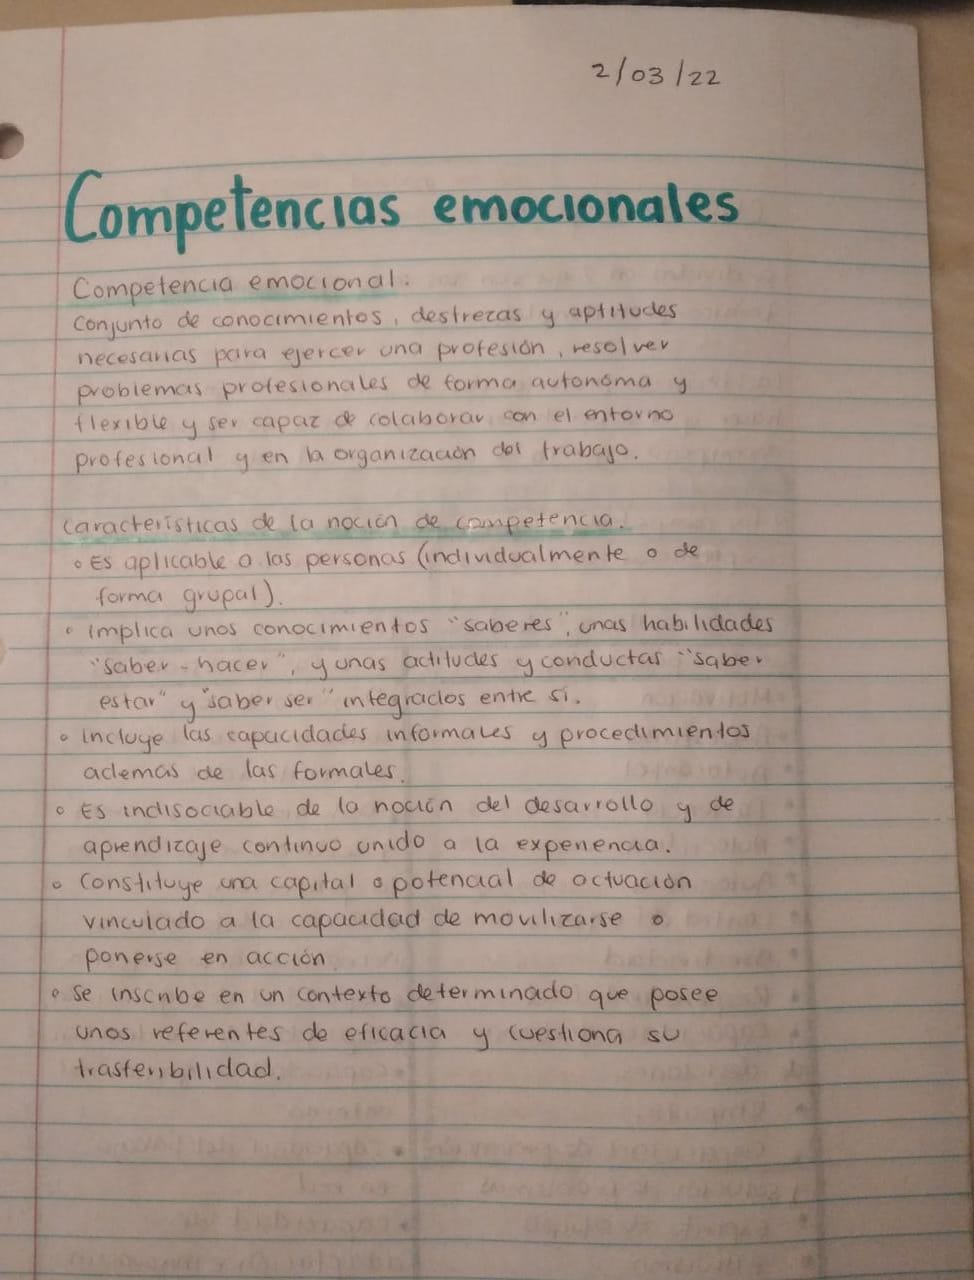 2/03/22
Competencias emocionales
Competencia emocional:
Conjunto de conocimientos, destrezas y aptitudes
necesarias para ejercer una profesión, resolver
problemas profesionales de forma autonoma y
flexible y ser capaz de colaborar con el entorno
profesional y en la organización del trabajo.
Características de la noción de competencia.
• Es aplicable a las personas (individualmente o de
forma grupal).
• Implica unos conocimientos "saberes", unas habilidades
"saber-hacer", y unas actitudes y conductas "saber
estar" y "saber ser" integrados entre sí.
• Incluye las capacidades informales y procedimientos
ademas de las formales.
• Es indisociable de la noción del desarrollo y de
aprendizaje continuo unido a la experiencia.
• Constituye una capital o potencial de actuación
vinculado a la capacidad de movilizarse o
ponerse en acción
• Se inscribe en un contexto determinado que posee
unos referentes de eficacia y cuestiona su
trasferibilidad.